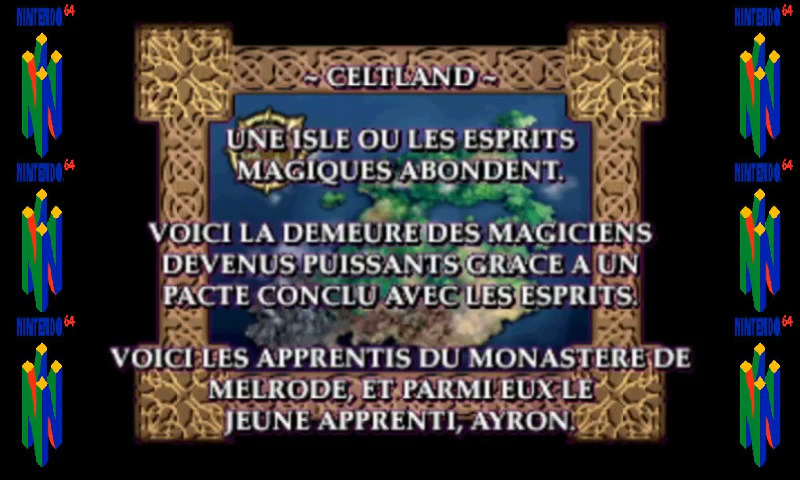 NINTENDO 64
NINTENDO 64
~ CELTLAND ~
UNE ISLE OU LES ESPRITS
MAGIQUES ABONDENT.
NINTENDO 64
NINTENDO 64
VOICI LA DEMEURE DES MAGICIENS
DEVENUS PUISSANTS GRACE A UN
PACTE CONCLU AVEC LES ESPRITS.
NINTENDO 64
NINTENDO 64
VOICI LES APPRENTIS DU MONASTERE DE
MELRODE, ET PARMI EUX LE
JEUNE APPRENTI, AYRON.